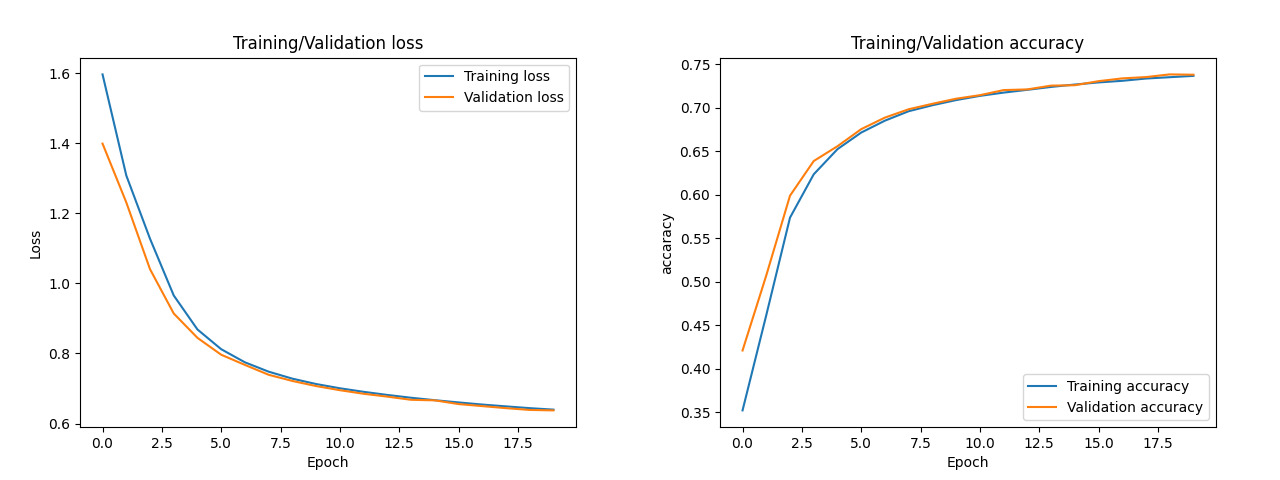 Training/Validation loss
1.6
1.4
1.2
1.0
0.8
0.6
Loss
Training loss
Validation loss
0.0 2.5 5.0 7.5 10.0 12.5 15.0 17.5
Epoch
Training/Validation accuracy
0.75
0.70
0.65
0.60
0.55
0.50
0.45
0.40
0.35
accaracy
Training accuracy
Validation accuracy
0.0 2.5 5.0 7.5 10.0 12.5 15.0 17.5
Epoch